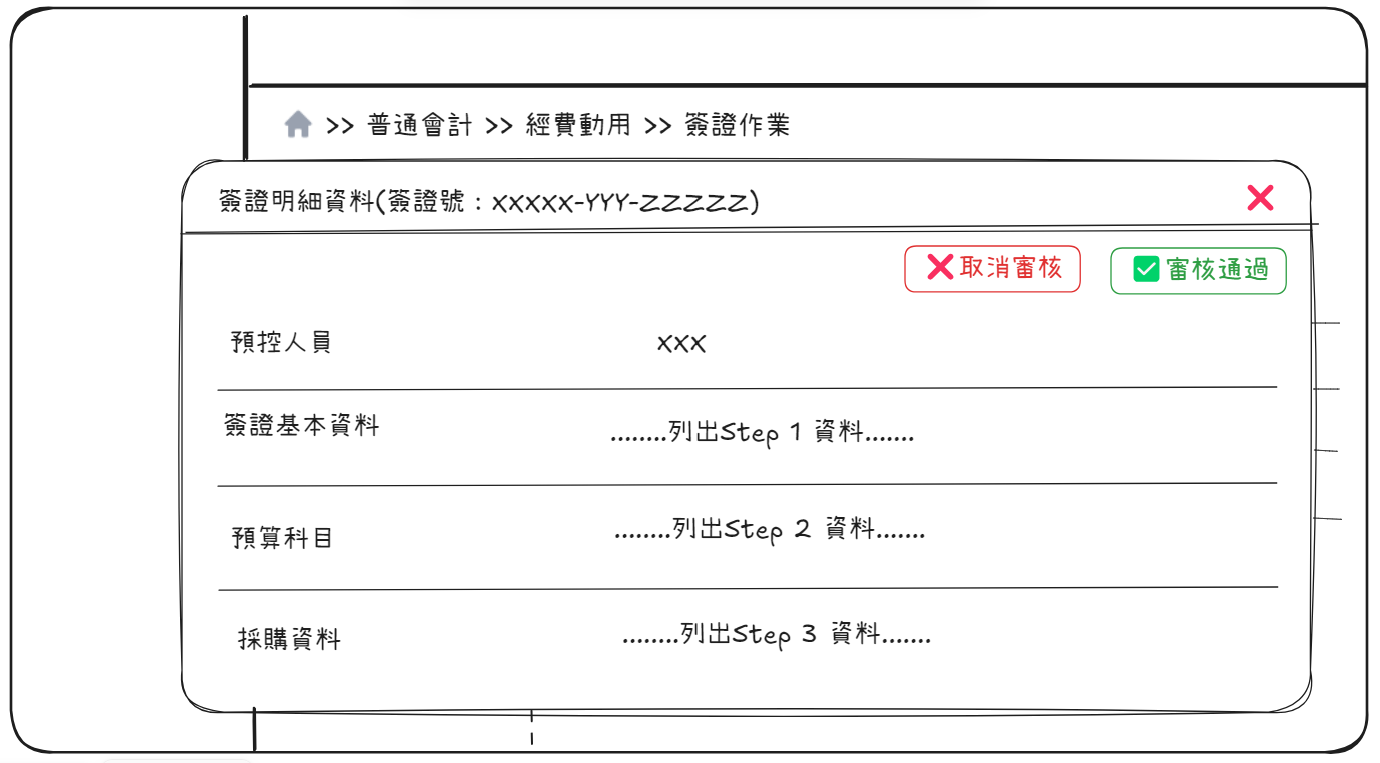 >> 普通會計 >> 經費動用 >> 簽證作業
簽證明細資料(簽證號：XXXXX-YYY-ZZZZZ)
取消審核
審核通過
預控人員
XXX
簽證基本資料
........列出Step 1 資料.......
預算科目
........列出Step 2 資料.......
採購資料
........列出Step 3 資料.......